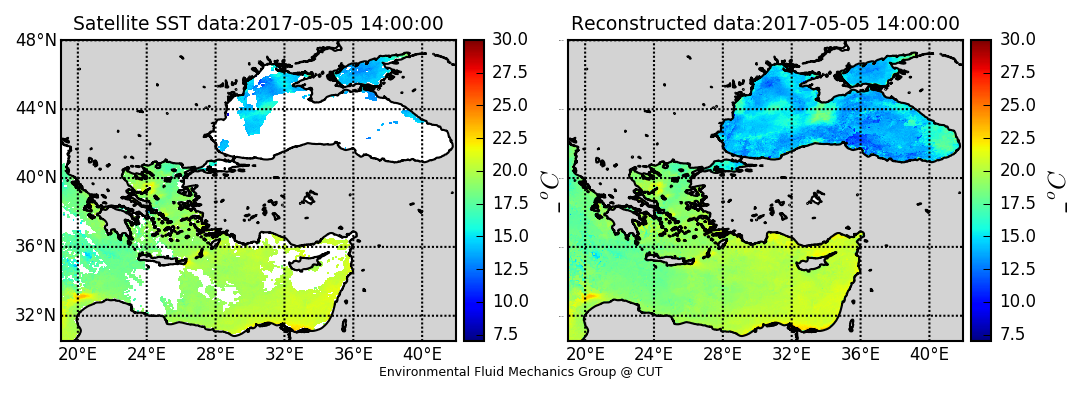 Satellite SST data:2017-05-05 14:00:00
48°N
44°N
40°N
36°N
32°N
20°E 24°E 28°E 32°E 36°E 40°E
30.0
27.5
25.0
22.5
20.0
17.5
15.0
12.5
10.0
7.5
_°C
Reconstructed data:2017-05-05 14:00:00
20°E 24°E 28°E 32°E 36°E 40°E
30.0
27.5
25.0
22.5
20.0
17.5
15.0
12.5
10.0
7.5
_°C
Environmental Fluid Mechanics Group @ CUT